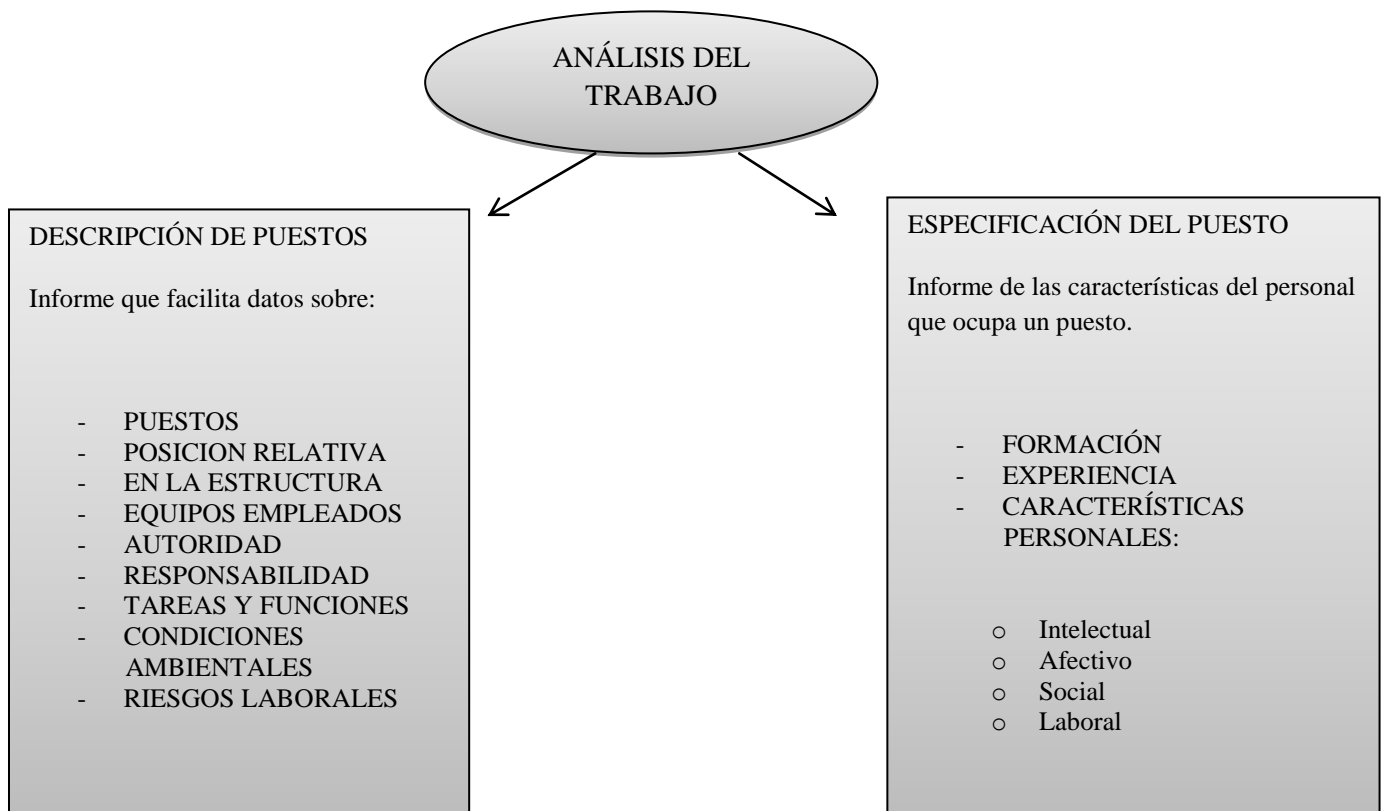 ANÁLISIS DEL
TRABAJO
DESCRIPCIÓN DE PUESTOS
Informe que facilita datos sobre:
- PUESTOS
- POSICION RELATIVA
- EN LA ESTRUCTURA
- EQUIPOS EMPLEADOS
- AUTORIDAD
- RESPONSABILIDAD
- TAREAS Y FUNCIONES
- CONDICIONES
AMBIENTALES
- RIESGOS LABORALES
ESPECIFICACIÓN DEL PUESTO
Informe de las características del personal
que ocupa un puesto.
- FORMACIÓN
- EXPERIENCIA
- CARACTERÍSTICAS
PERSONALES:
o Intelectual
o Afectivo
o Social
o Laboral